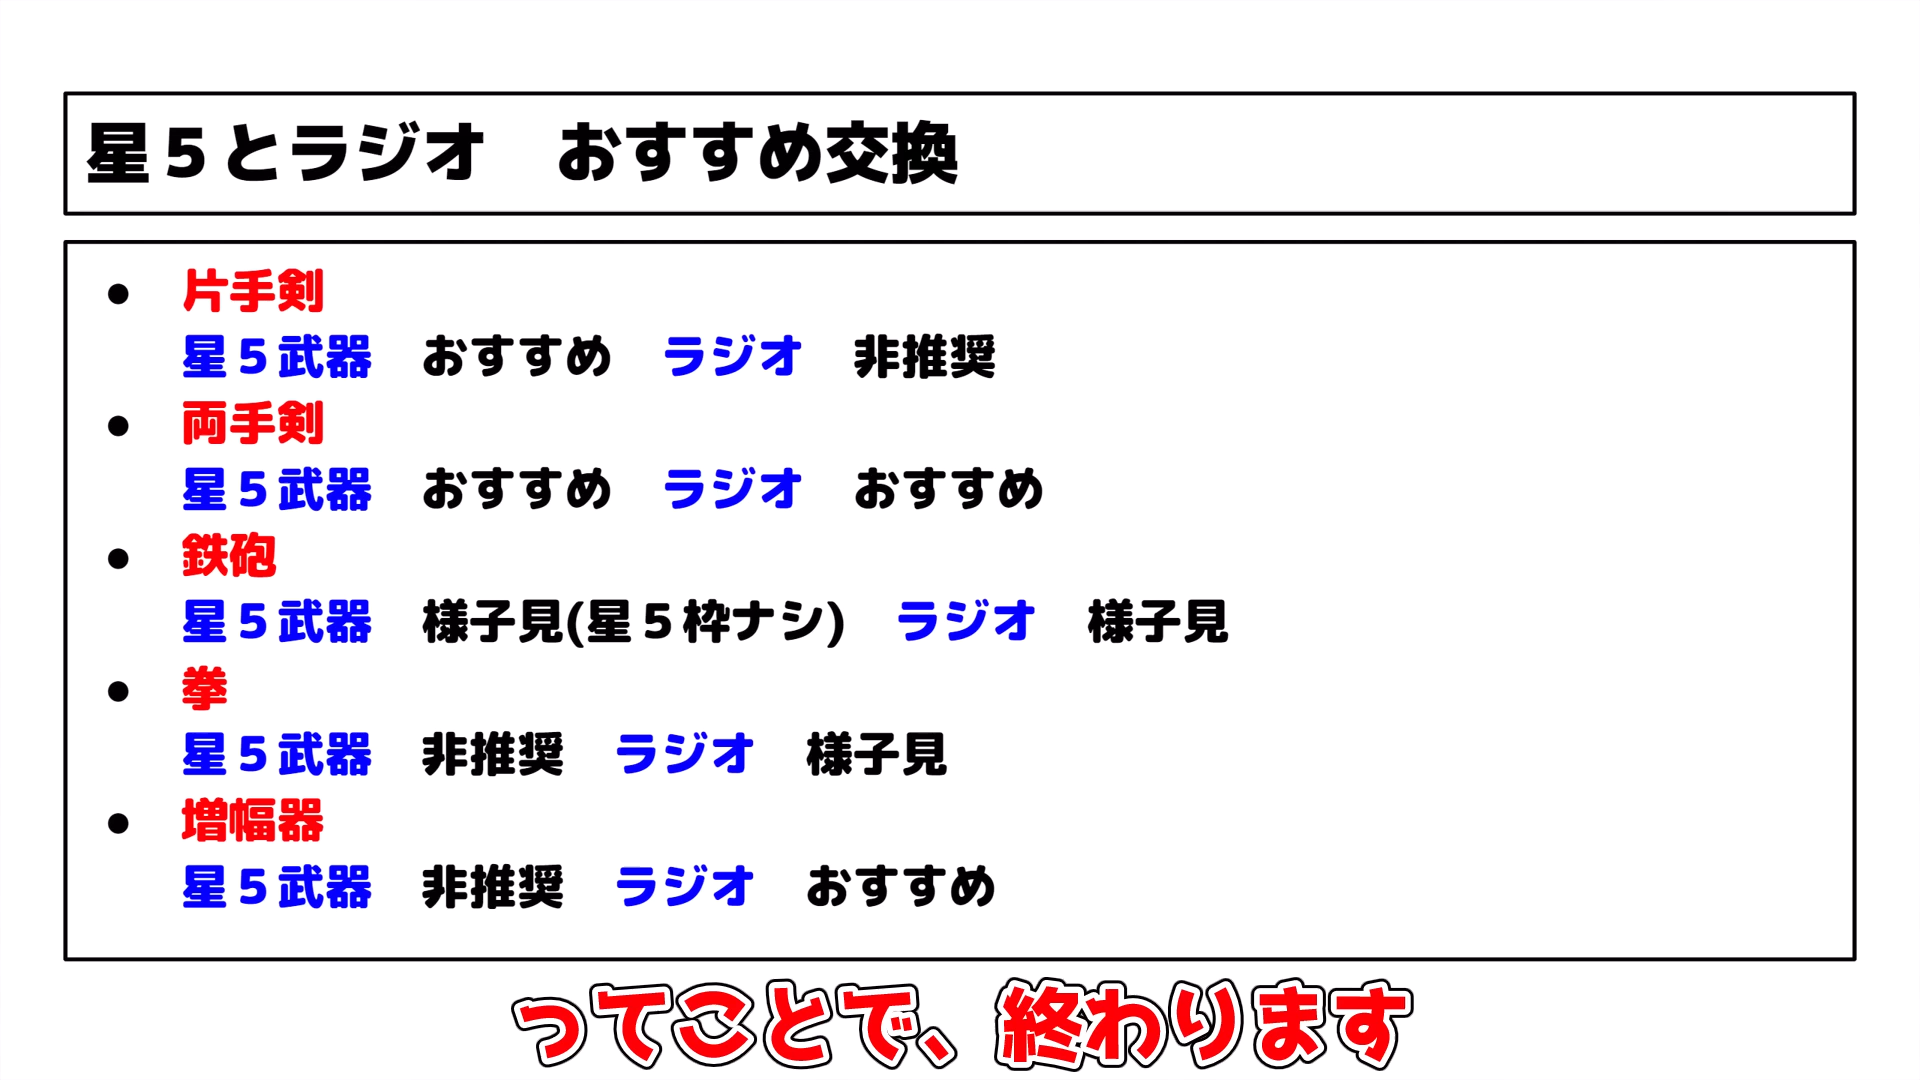 星５とラジオ　おすすめ交換
● 片手剣
星５武器　おすすめ　ラジオ　非推奨
● 両手剣
星５武器　おすすめ　ラジオ　おすすめ
● 鉄砲
星５武器　様子見(星５枠ナシ)　ラジオ　様子見
● 拳
星５武器　非推奨　ラジオ　様子見
● 増幅器
星５武器　非推奨　ラジオ　おすすめ
ってことで、終わります